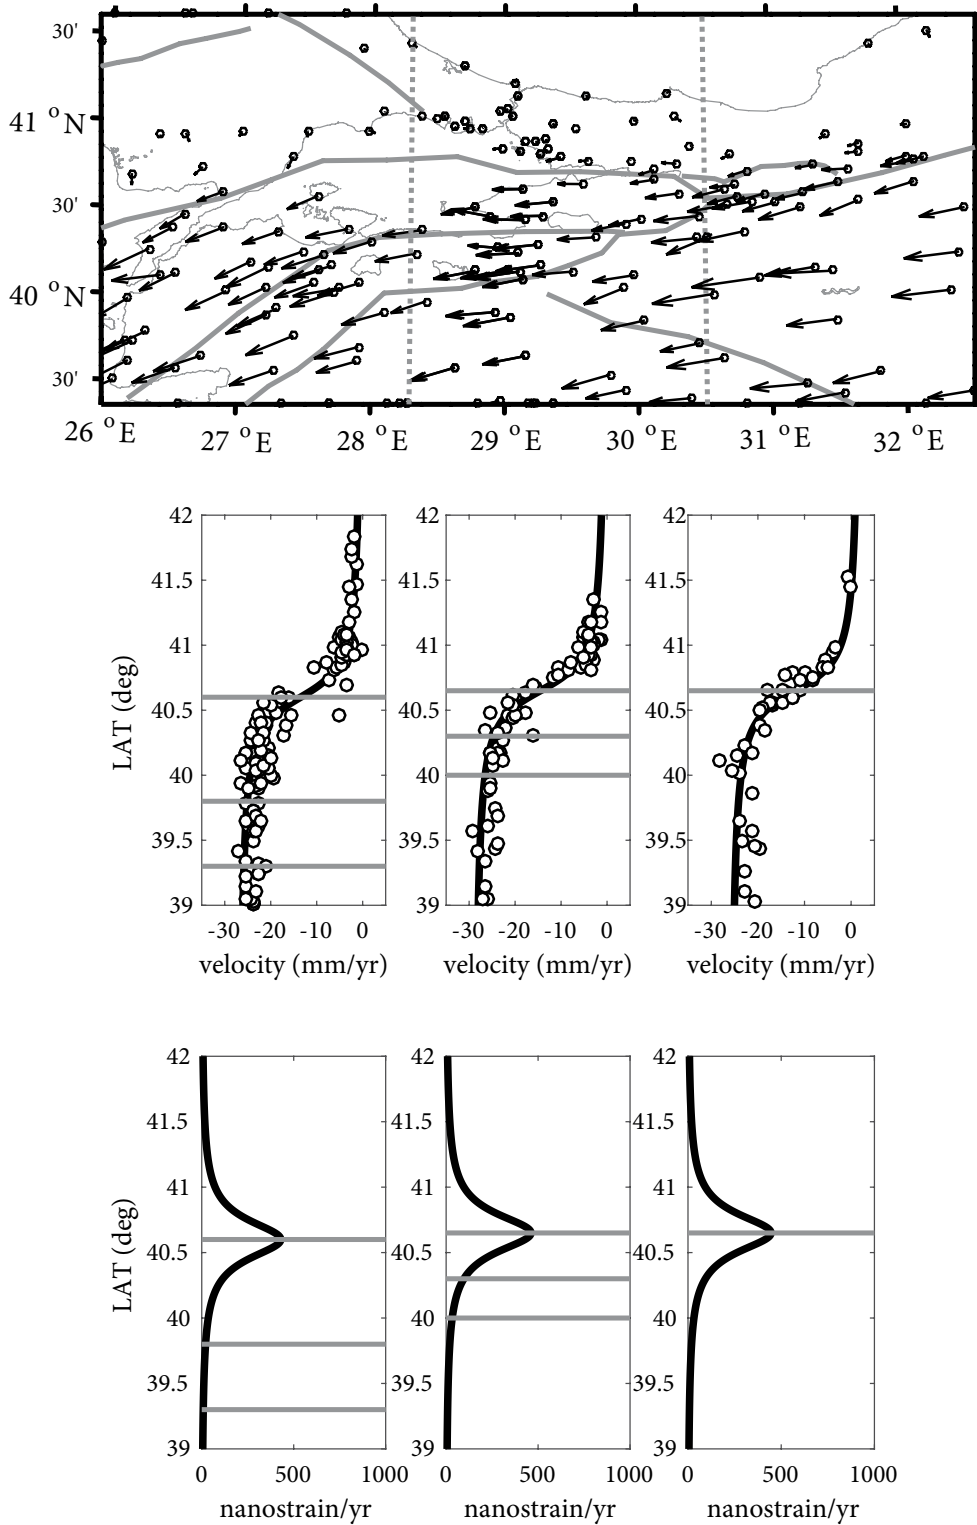 30'
41 °N
30'
40 °N
30'
26 °E 27 °E 28 °E 29 °E 30 °E 31 °E 32 °E
42 42 42
41.5 41.5 41.5
41 41 41
40.5 40.5 40.5
40 40 40
39.5 39.5 39.5
39 39 39
LAT (deg)
-30 -20 -10 0 -30 -20 -10 0 -30 -20 -10 0
velocity (mm/yr) velocity (mm/yr) velocity (mm/yr)
42 42 42
41.5 41.5 41.5
41 41 41
40.5 40.5 40.5
40 40 40
39.5 39.5 39.5
39 39 39
LAT (deg)
0 500 1000 0 500 1000 0 500 1000
nanostrain/yr nanostrain/yr nanostrain/yr